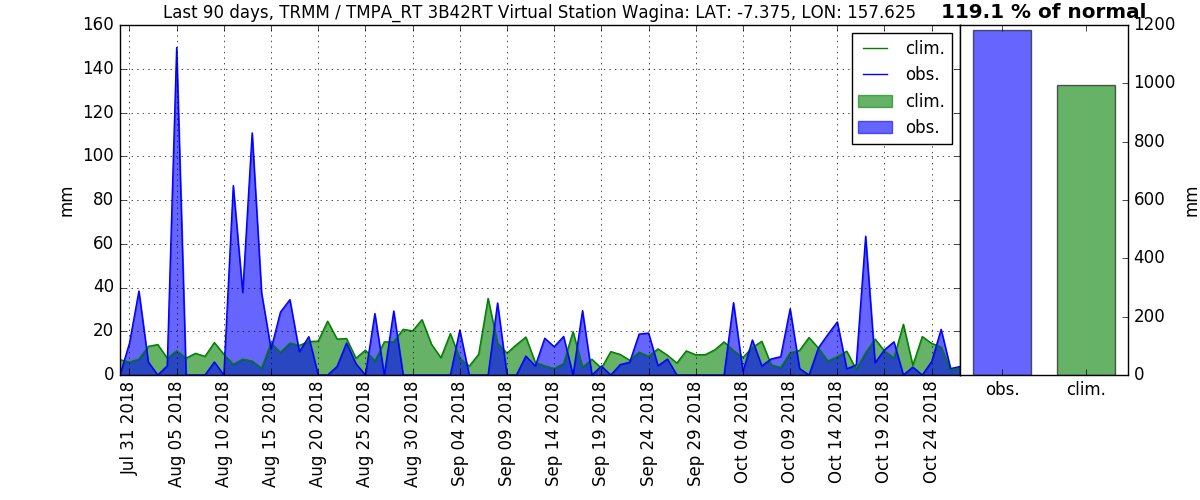 Last 90 days, TRMM / TMPA_RT 3B42RT Virtual Station Wagina: LAT: -7.375, LON: 157.625
119.1 % of normal
160
140
120
100
80
60
40
20
0
mm
clim.
obs.
clim.
obs.
Jul 31 2018
Aug 05 2018
Aug 10 2018
Aug 15 2018
Aug 20 2018
Aug 25 2018
Aug 30 2018
Sep 04 2018
Sep 09 2018
Sep 14 2018
Sep 19 2018
Sep 24 2018
Sep 29 2018
Oct 04 2018
Oct 09 2018
Oct 14 2018
Oct 19 2018
Oct 24 2018
1200
1000
800
600
400
200
0
mm
obs.
clim.